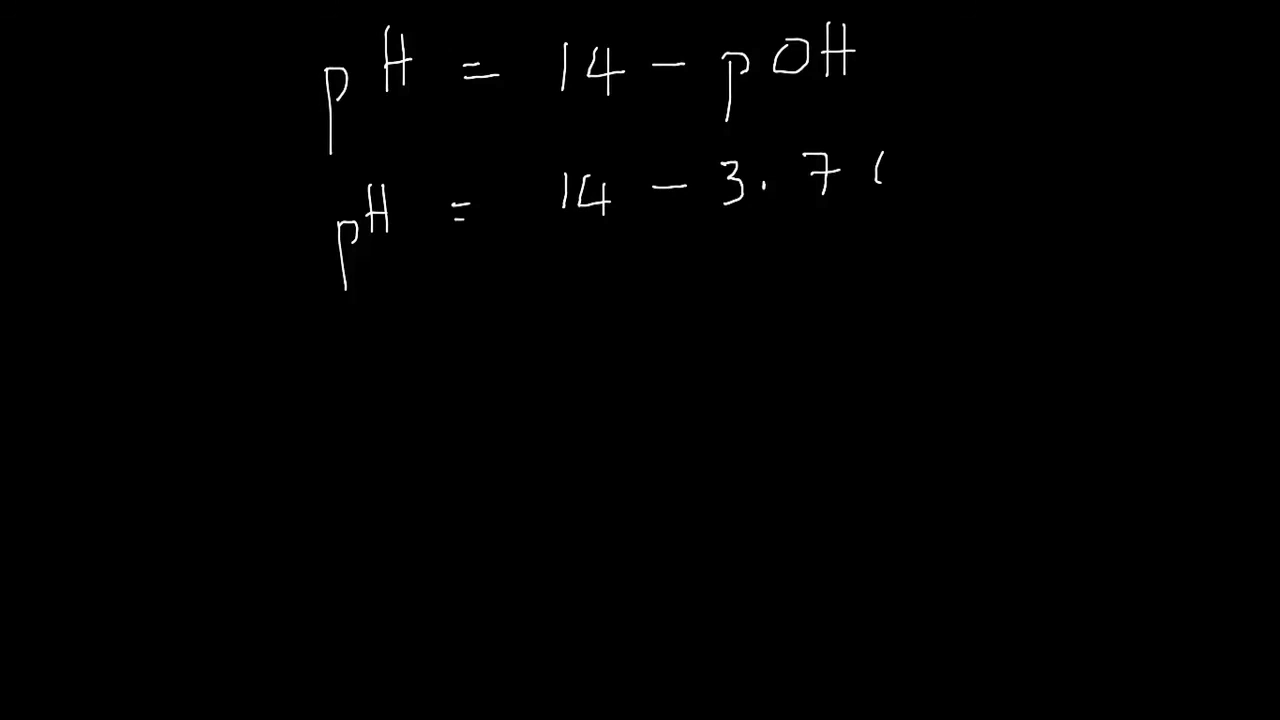 pH = 14 - pOH
pH = 14 - 3.7